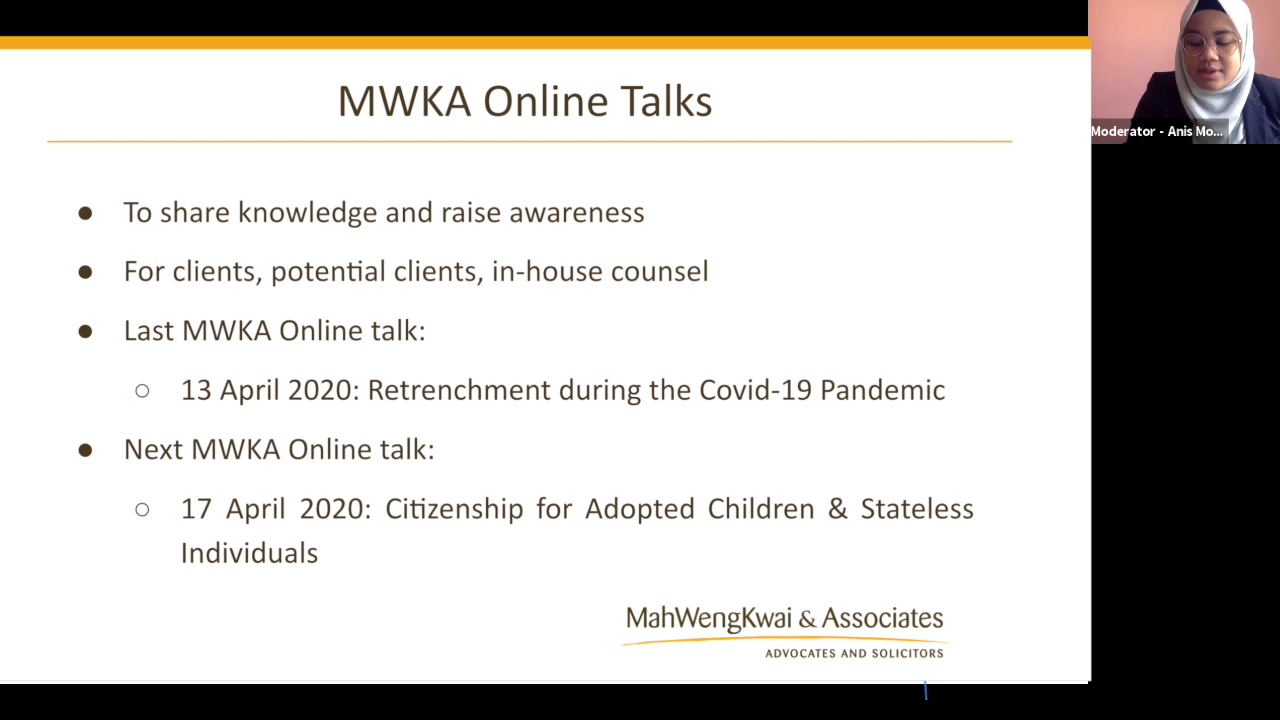 MWKA Online Talks
Moderator - Anis Mo...
● To share knowledge and raise awareness
● For clients, potential clients, in-house counsel
● Last MWKA Online talk:
○ 13 April 2020: Retrenchment during the Covid-19 Pandemic
● Next MWKA Online talk:
○ 17 April 2020: Citizenship for Adopted Children & Stateless
Individuals
MahWengKwai & Associates
ADVOCATES AND SOLICITORS